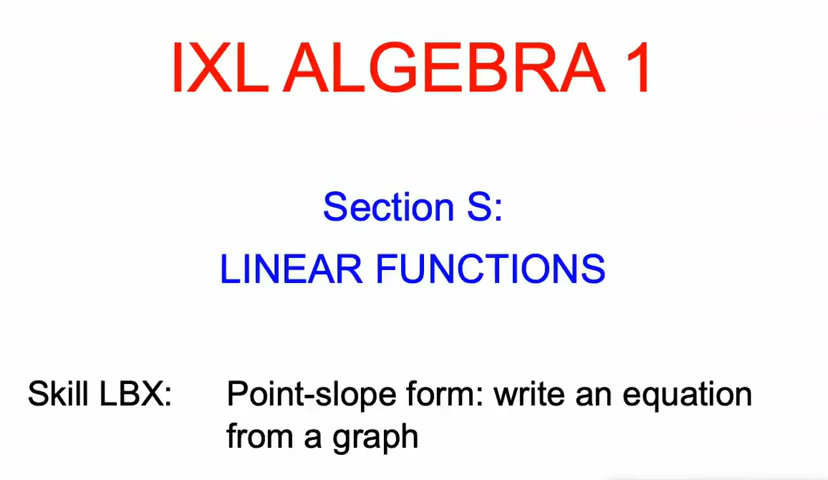 IXL ALGEBRA 1
Section S:
LINEAR FUNCTIONS
Skill LBX: Point-slope form: write an equation
from a graph